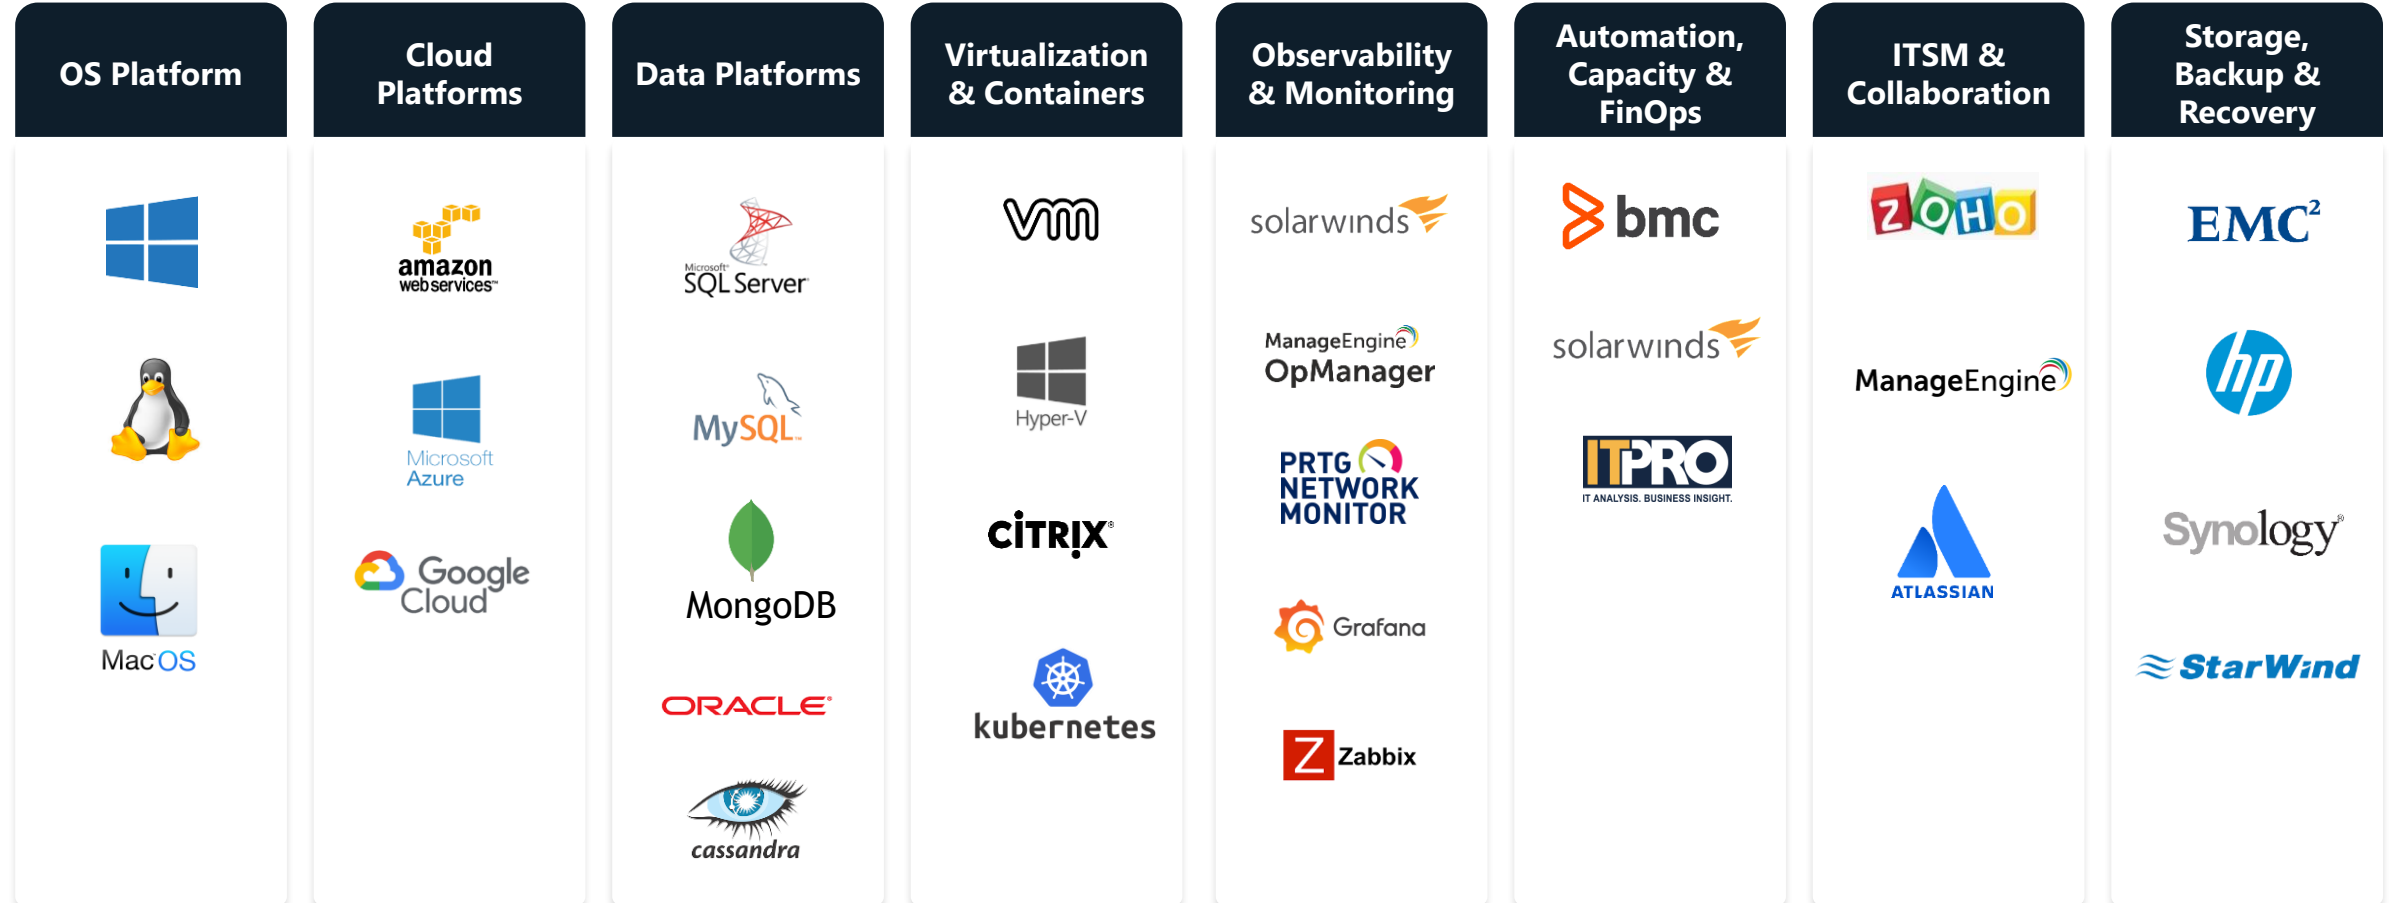 OS Platform
Mac OS
Cloud
Platforms
amazon
web services™
Microsoft
Azure
Google
Cloud
Data Platforms
Microsoft®
SQL Server®
MySQL™
MongoDB
ORACLE®
cassandra
Virtualization
& Containers
vm
Hyper-V
CiTRIX®
kubernetes
Observability
& Monitoring
solarwinds
ManageEngine
OpManager
PRTG
NETWORK
MONITOR
Grafana
Z Zabbix
Automation,
Capacity &
FinOps
bmc
solarwinds
ITPRO
IT ANALYSIS. BUSINESS INSIGHT.
ITSM &
Collaboration
ZOHO
ManageEngine
ATLASSIAN
Storage,
Backup &
Recovery
EMC²
hp
Synology®
StarWind